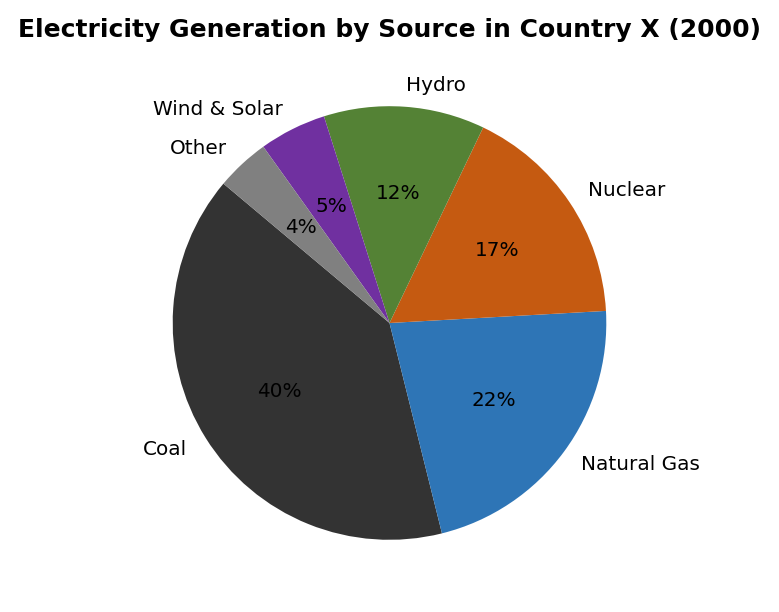 Electricity Generation by Source in Country X (2000)
Hydro
Wind & Solar
Other
Nuclear
12%
5%
4%
17%
40%
22%
Coal
Natural Gas